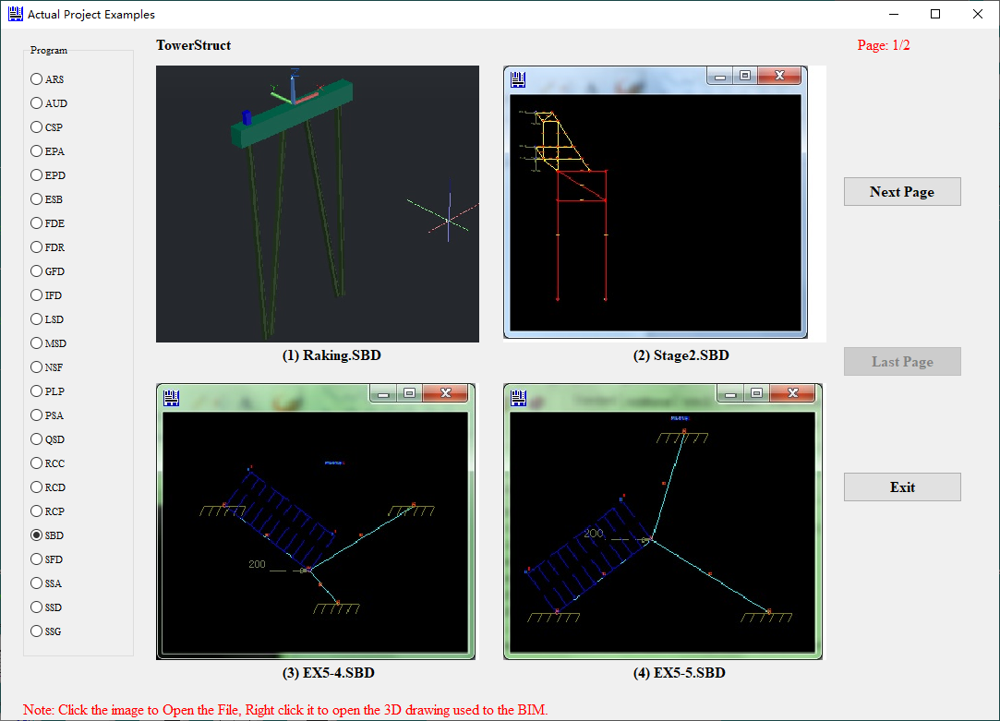 Actual Project Examples
Program
TowerStruct
Page: 1/2
ARS
AUD
CSP
EPA
EPD
ESB
FDE
FDR
GFD
IFD
LSD
MSD
NSF
PLP
PSA
QSD
RCC
RCD
RCP
SBD
SFD
SSA
SSD
SSG
(1) Raking.SBD
(2) Stage2.SBD
200
(3) EX5-4.SBD
200
(4) EX5-5.SBD
Next Page
Last Page
Exit
Note: Click the image to Open the File, Right click it to open the 3D drawing used to the BIM.